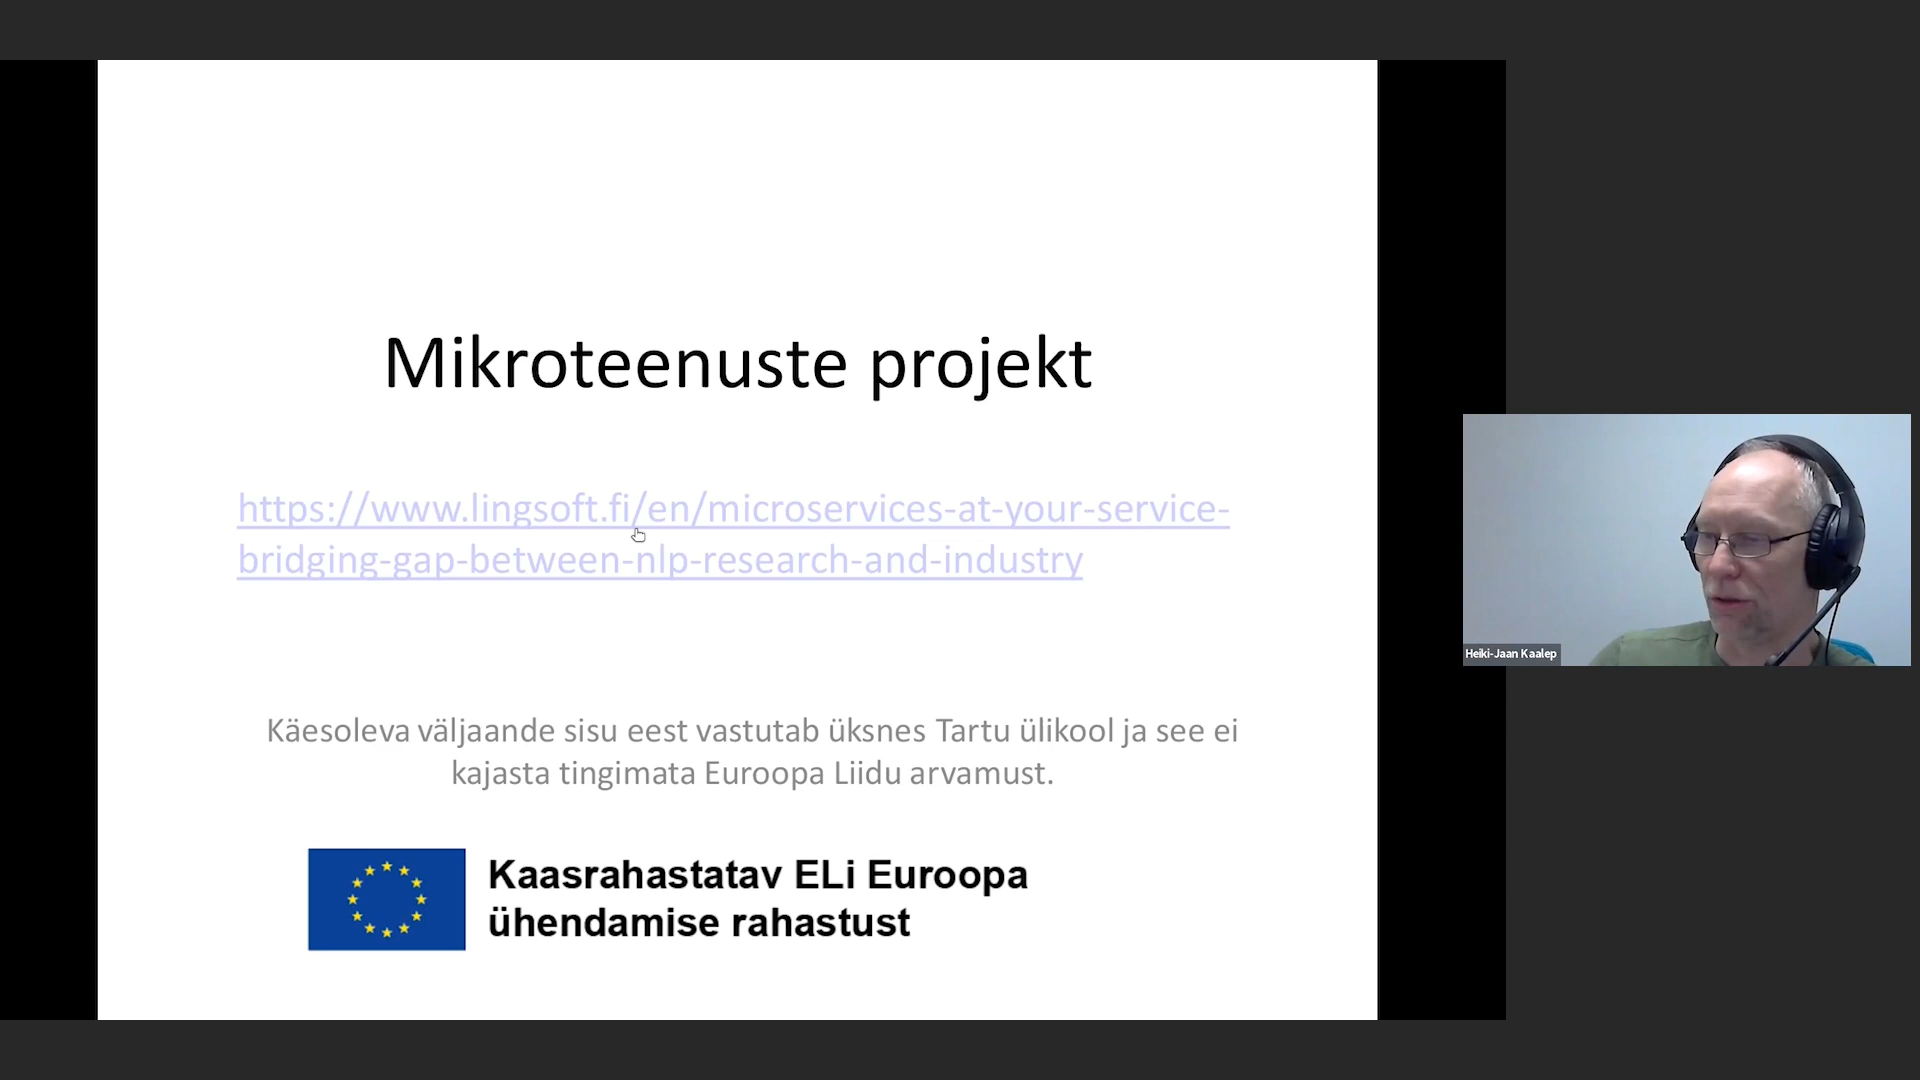 Mikroteenuste projekt
https://www.lingsoft.fi/en/microservices-at-your-service-
bridging-gap-between-nlp-research-and-industry
Käesoleva väljaande sisu eest vastutab üksnes Tartu ülikool ja see ei
kajasta tingimata Euroopa Liidu arvamust.
Kaasrahastatav ELi Euroopa
ühendamise rahastust
Heiki-Jaan Kaalep